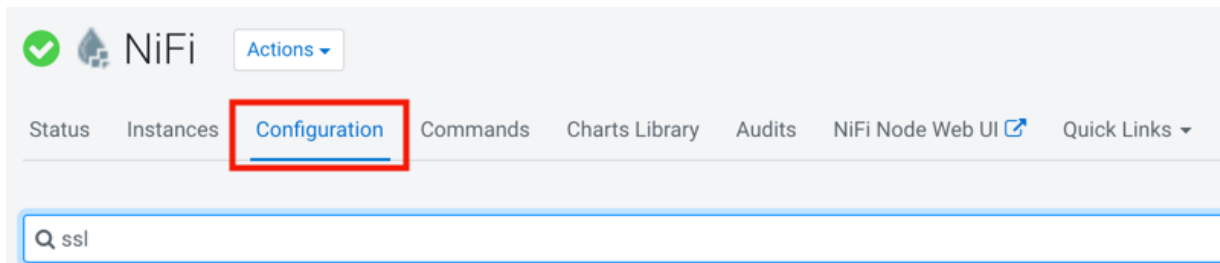 NiFi Actions
Status Instances Configuration Commands Charts Library Audits NiFi Node Web UI Quick Links
ssl